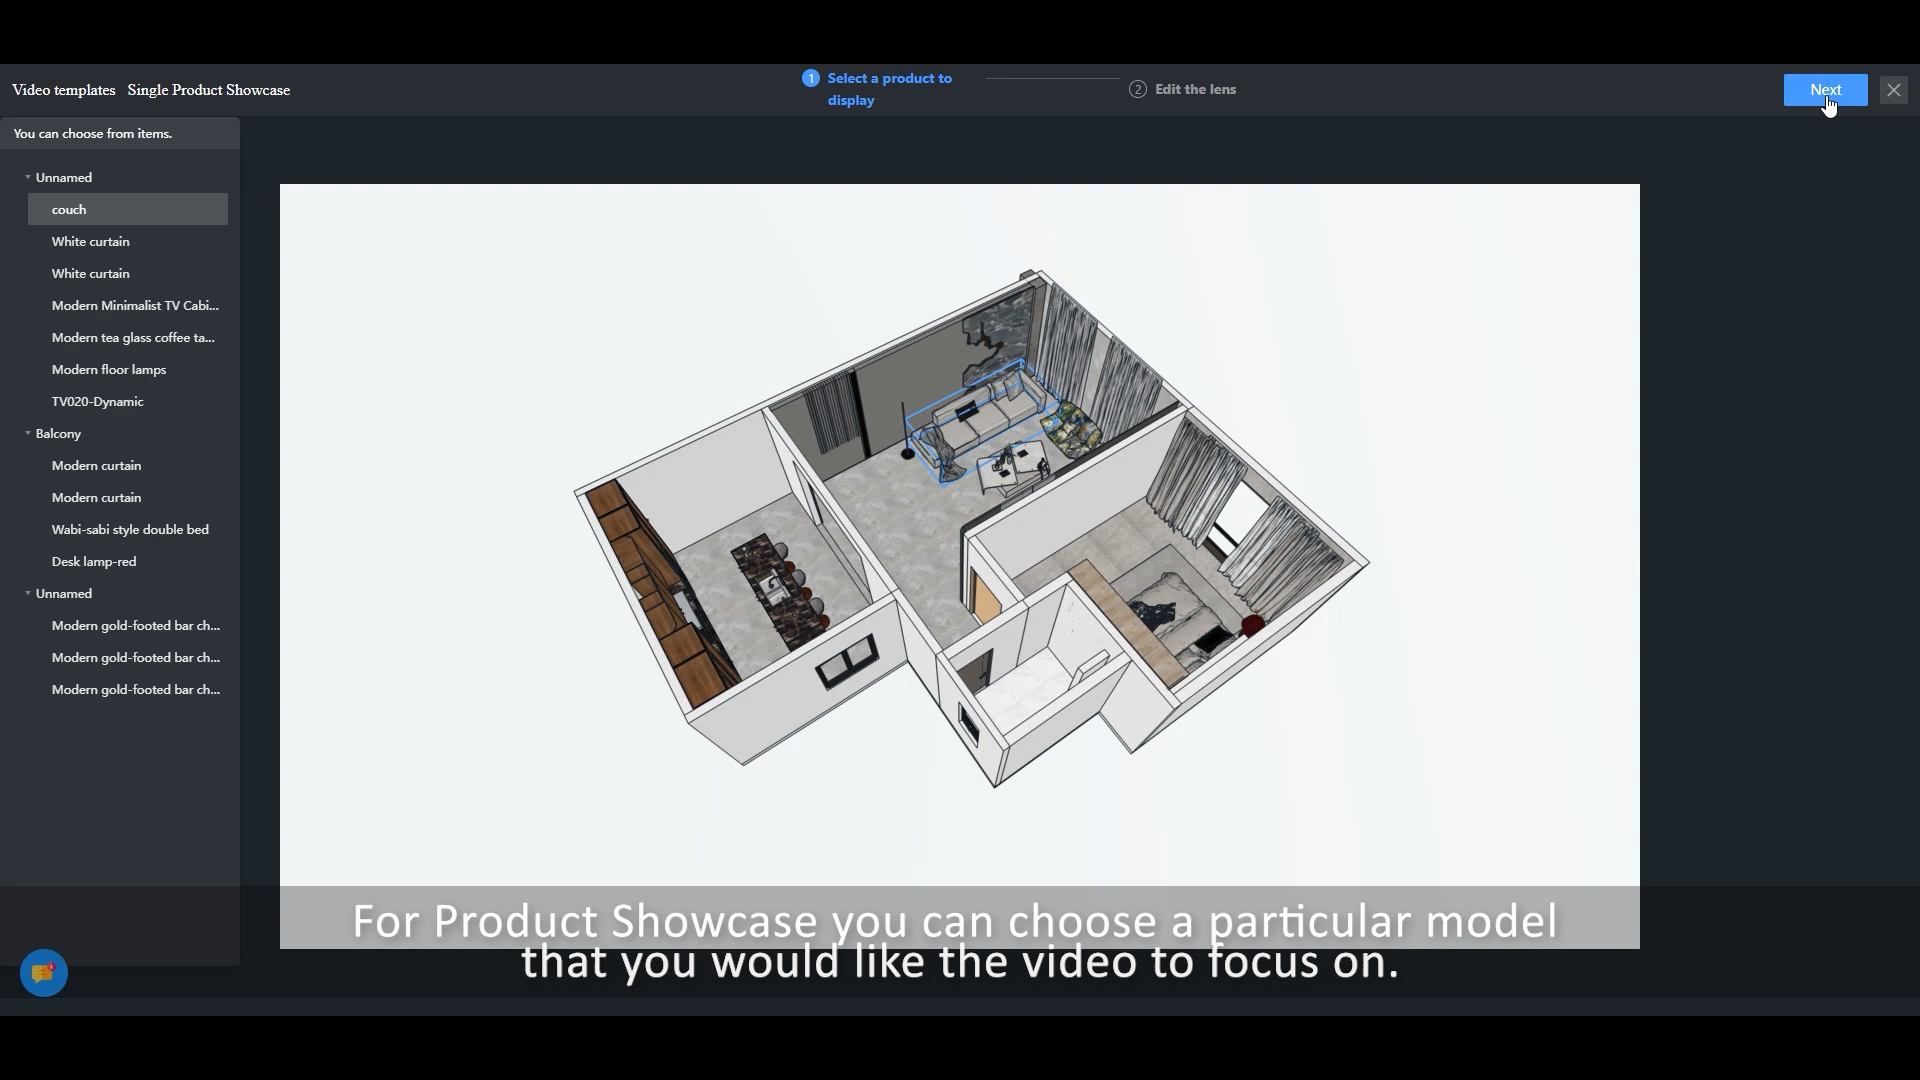 Video templates Single Product Showcase
1 Select a product to
display
2 Edit the lens
Next
You can choose from items.
Unnamed
couch
White curtain
White curtain
Modern Minimalist TV Cabi...
Modern tea glass coffee ta...
Modern floor lamps
TV020-Dynamic
Balcony
Modern curtain
Modern curtain
Wabi-sabi style double bed
Desk lamp-red
Unnamed
Modern gold-footed bar ch...
Modern gold-footed bar ch...
Modern gold-footed bar ch...
For Product Showcase you can choose a particular model
that you would like the video to focus on.